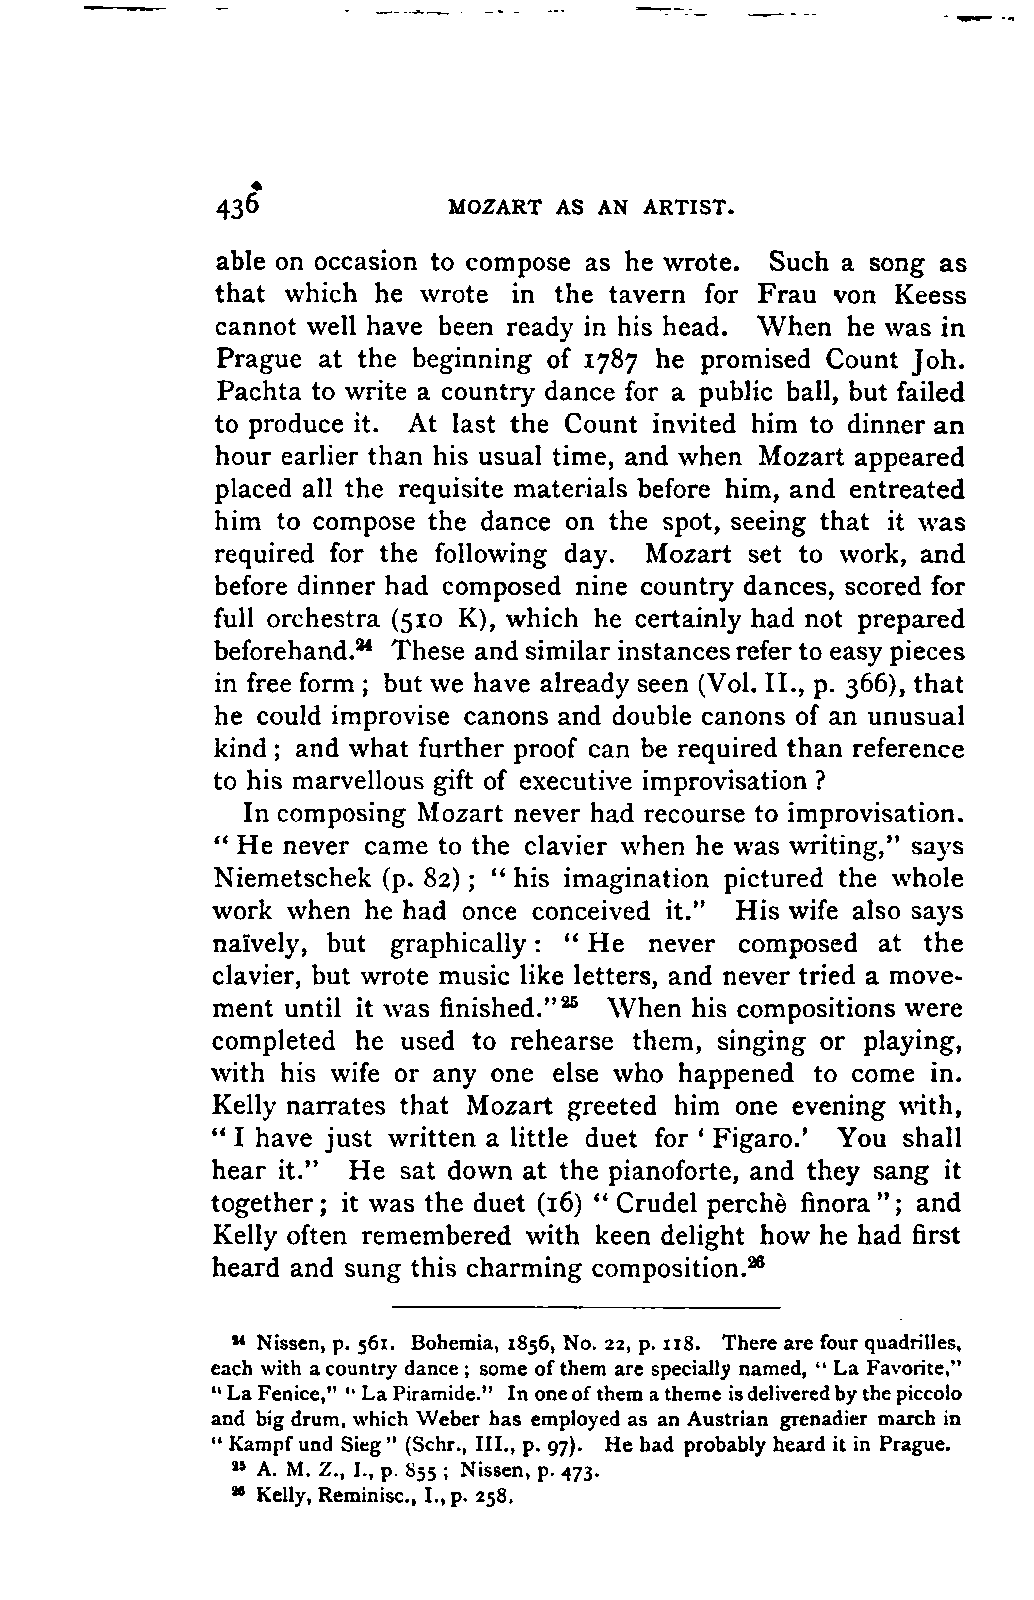 436 MOZART AS AN ARTIST.
able on occasion to compose as he wrote. Such a song as
that which he wrote in the tavern for Frau von Keess
cannot well have been ready in his head. When he was in
Prague at the beginning of 1787 he promised Count Joh.
Pachta to write a country dance for a public ball, but failed
to produce it. At last the Count invited him to dinner an
hour earlier than his usual time, and when Mozart appeared
placed all the requisite materials before him, and entreated
him to compose the dance on the spot, seeing that it was
required for the following day. Mozart set to work, and
before dinner had composed nine country dances, scored for
full orchestra (510 K), which he certainly had not prepared
beforehand.²⁴ These and similar instances refer to easy pieces
in free form ; but we have already seen (Vol. II., p. 366), that
he could improvise canons and double canons of an unusual
kind ; and what further proof can be required than reference
to his marvellous gift of executive improvisation ?
In composing Mozart never had recourse to improvisation.
“ He never came to the clavier when he was writing,” says
Niemetschek (p. 82) ; “ his imagination pictured the whole
work when he had once conceived it.” His wife also says
naïvely, but graphically : “ He never composed at the
clavier, but wrote music like letters, and never tried a move-
ment until it was finished.”²⁵ When his compositions were
completed he used to rehearse them, singing or playing,
with his wife or any one else who happened to come in.
Kelly narrates that Mozart greeted him one evening with,
“ I have just written a little duet for ‘ Figaro.’ You shall
hear it.” He sat down at the pianoforte, and they sang it
together ; it was the duet (16) “ Crudel perchè finora ” ; and
Kelly often remembered with keen delight how he had first
heard and sung this charming composition.²⁶
²⁴ Nissen, p. 561. Bohemia, 1856, No. 22, p. 118. There are four quadrilles,
each with a country dance ; some of them are specially named, “ La Favorite,”
“ La Fenice,” “ La Piramide.” In one of them a theme is delivered by the piccolo
and big drum, which Weber has employed as an Austrian grenadier march in
“ Kampf und Sieg ” (Schr., III., p. 97). He had probably heard it in Prague.
²⁵ A. M. Z., I., p. 855 ; Nissen, p. 473.
²⁶ Kelly, Reminisc., I., p. 258.